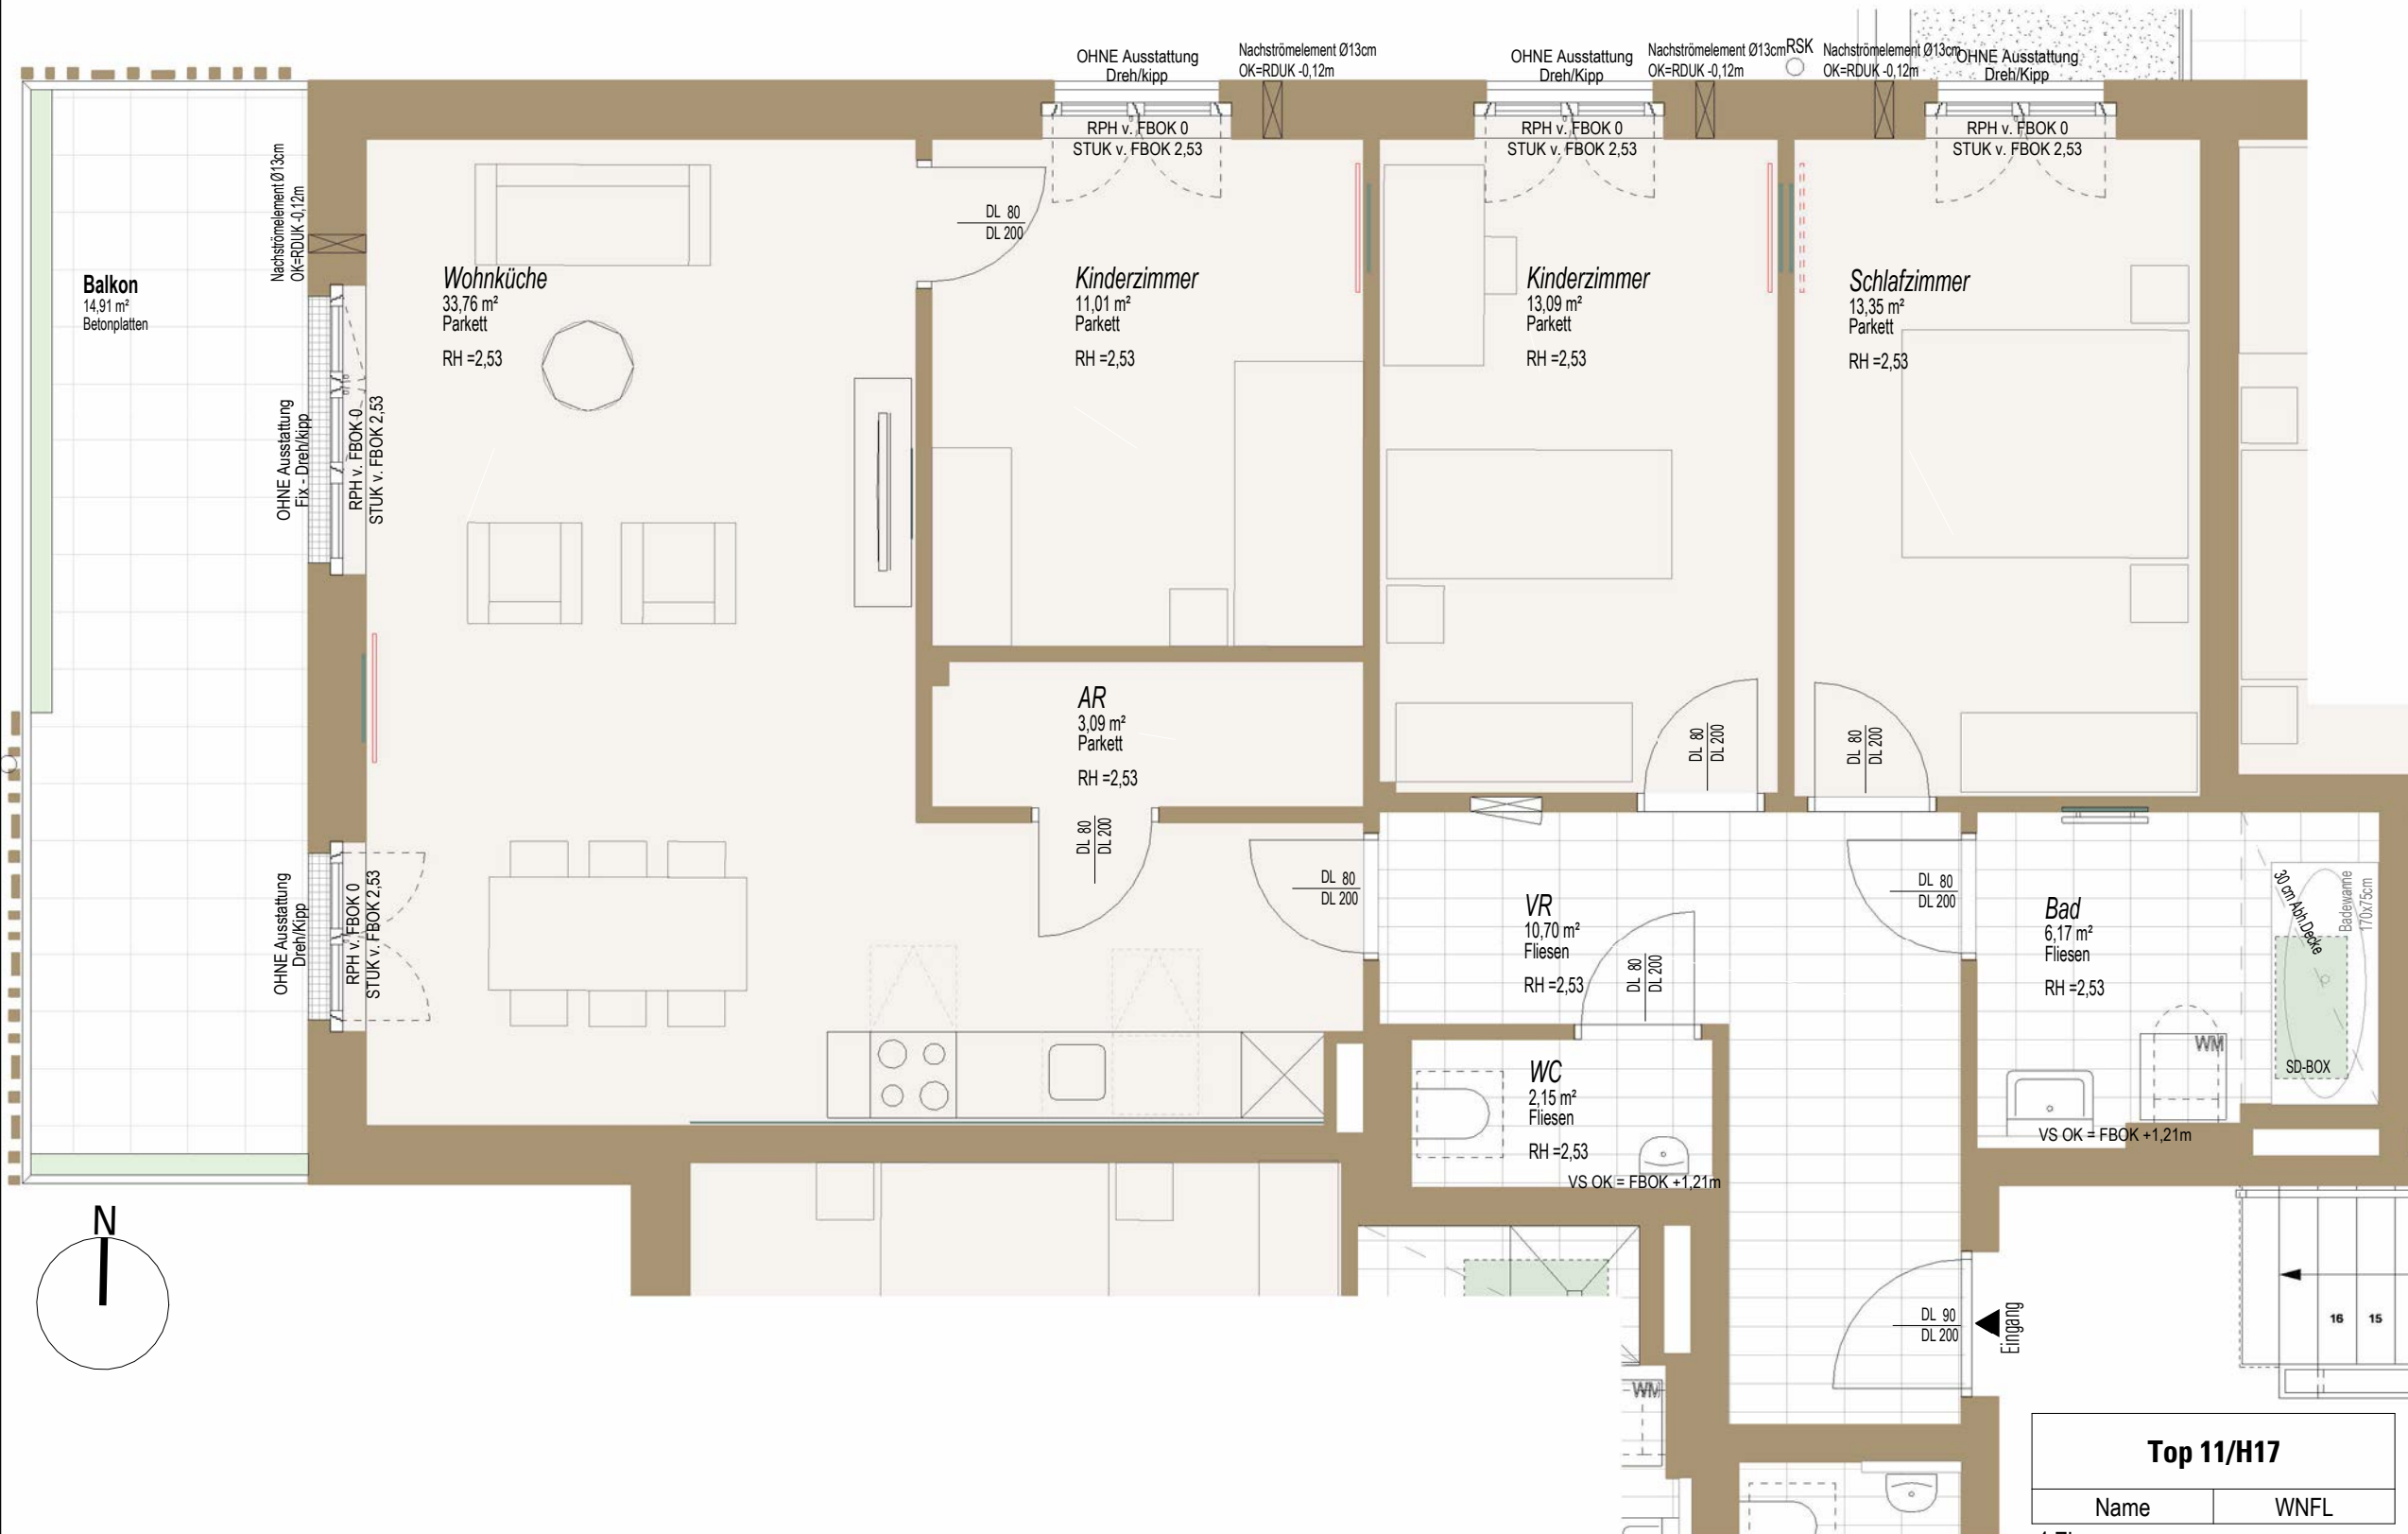 OHNE Ausstattung
Dreh/kipp
Nachströmelement Ø13cm
OK=RDUK -0,12m
OHNE Ausstattung
Dreh/Kipp
Nachströmelement Ø13cm
OK=RDUK -0,12m
RSK
Nachströmelement Ø13cm
OK=RDUK -0,12m
OHNE Ausstattung
Dreh/Kipp
RPH v. FBOK 0
STUK v. FBOK 2,53
RPH v. FBOK 0
STUK v. FBOK 2,53
RPH v. FBOK 0
STUK v. FBOK 2,53
Nachströmelement Ø13cm
OK=RDUK -0,12m
DL 80
DL 200
Balkon
14,91 m²
Betonplatten
Wohnküche
33,76 m²
Parkett
RH =2,53
Kinderzimmer
11,01 m²
Parkett
RH =2,53
Kinderzimmer
13,09 m²
Parkett
RH =2,53
Schlafzimmer
13,35 m²
Parkett
RH =2,53
OHNE Ausstattung
Fix - Dreh/kipp
RPH v. FBOK 0
STUK v. FBOK 2,53
AR
3,09 m²
Parkett
RH =2,53
DL 80
DL 200
DL 80
DL 200
DL 80
DL 200
OHNE Ausstattung
Dreh/Kipp
RPH v. FBOK 0
STUK v. FBOK 2,53
DL 80
DL 200
VR
10,70 m²
Fliesen
RH =2,53
DL 80
DL 200
DL 80
DL 200
Bad
6,17 m²
Fliesen
RH =2,53
30 cm Abh.Decke
Badewanne
170x75cm
WM
SD-BOX
VS OK = FBOK +1,21m
WC
2,15 m²
Fliesen
RH =2,53
VS OK = FBOK +1,21m
N
DL 90
DL 200
Eingang
16 15
WM
Top 11/H17
Name WNFL